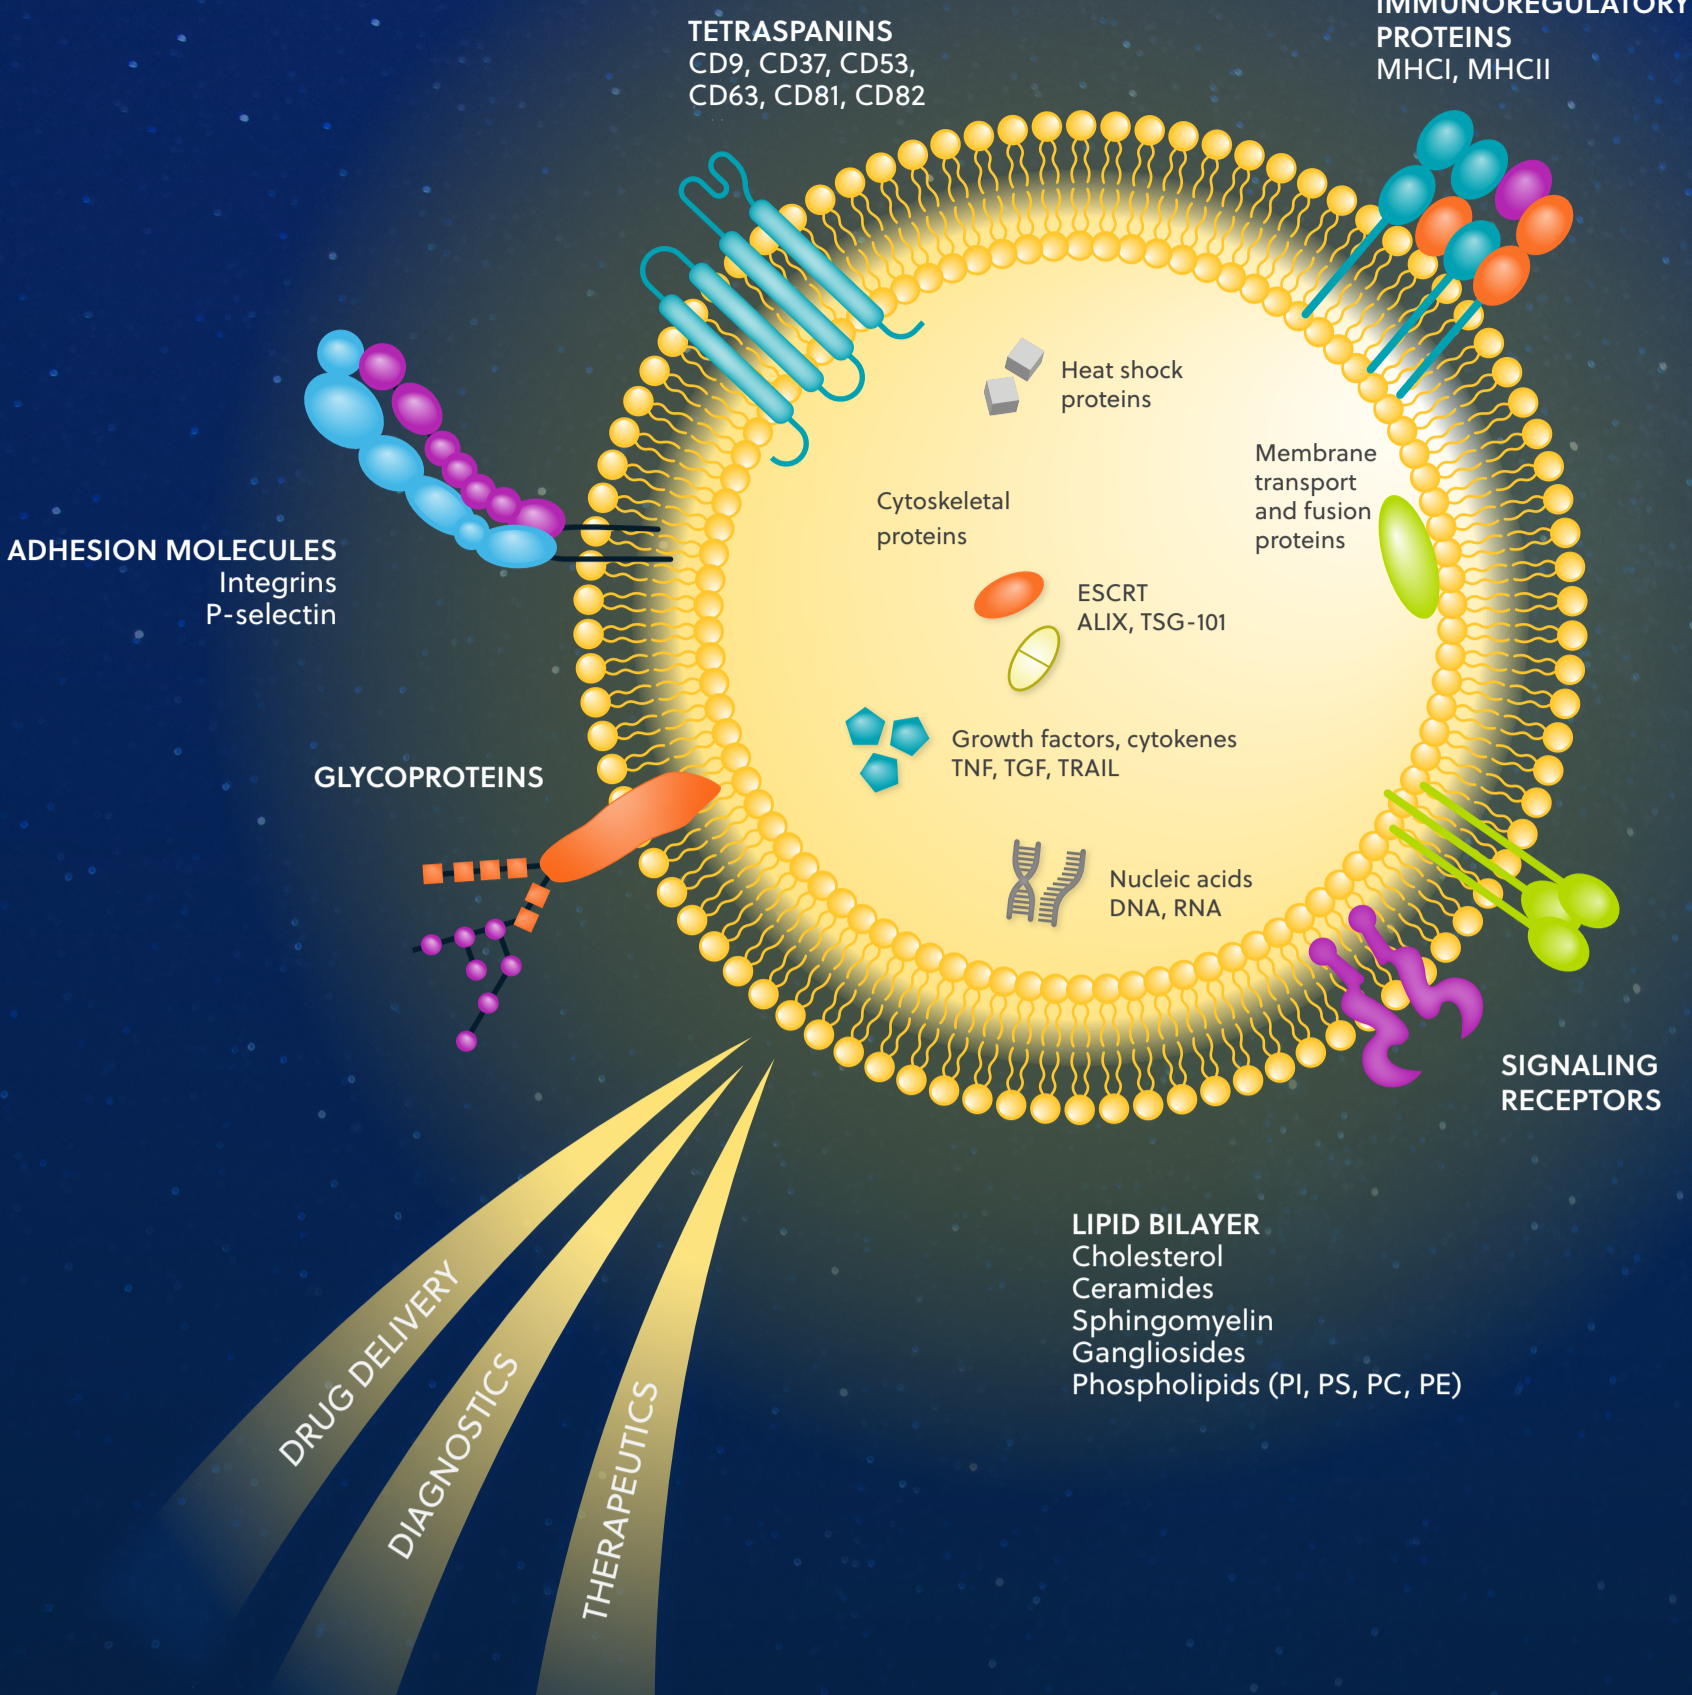 TETRASPANINS
CD9, CD37, CD53,
CD63, CD81, CD82
IMMUNOREGULATORY
PROTEINS
MHCI, MHCII
Heat shock
proteins
Membrane
transport
and fusion
proteins
Cytoskeletal
proteins
ADHESION MOLECULES
Integrins
P-selectin
ESCRT
ALIX, TSG-101
Growth factors, cytokenes
TNF, TGF, TRAIL
GLYCOPROTEINS
Nucleic acids
DNA, RNA
SIGNALING
RECEPTORS
LIPID BILAYER
Cholesterol
Ceramides
Sphingomyelin
Gangliosides
Phospholipids (PI, PS, PC, PE)
DRUG DELIVERY
DIAGNOSTICS
THERAPEUTICS